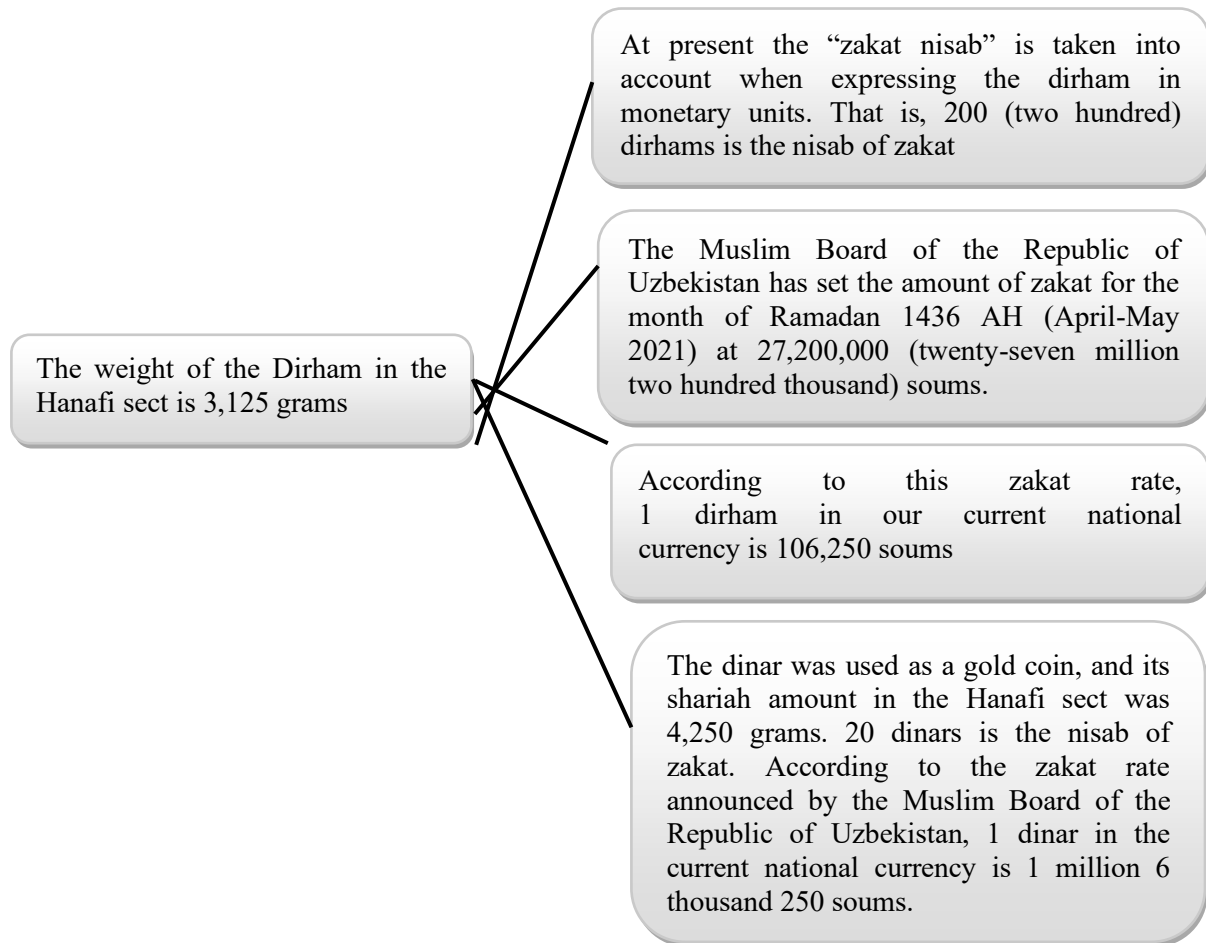 The weight of the Dirham in the
Hanafi sect is 3,125 grams
At present the “zakat nisab” is taken into
account when expressing the dirham in
monetary units. That is, 200 (two hundred)
dirhams is the nisab of zakat
The Muslim Board of the Republic of
Uzbekistan has set the amount of zakat for the
month of Ramadan 1436 AH (April-May
2021) at 27,200,000 (twenty-seven million
two hundred thousand) soums.
According to this zakat rate,
1 dirham in our current national
currency is 106,250 soums
The dinar was used as a gold coin, and its
shariah amount in the Hanafi sect was
4,250 grams. 20 dinars is the nisab of
zakat. According to the zakat rate
announced by the Muslim Board of the
Republic of Uzbekistan, 1 dinar in the
current national currency is 1 million 6
thousand 250 soums.